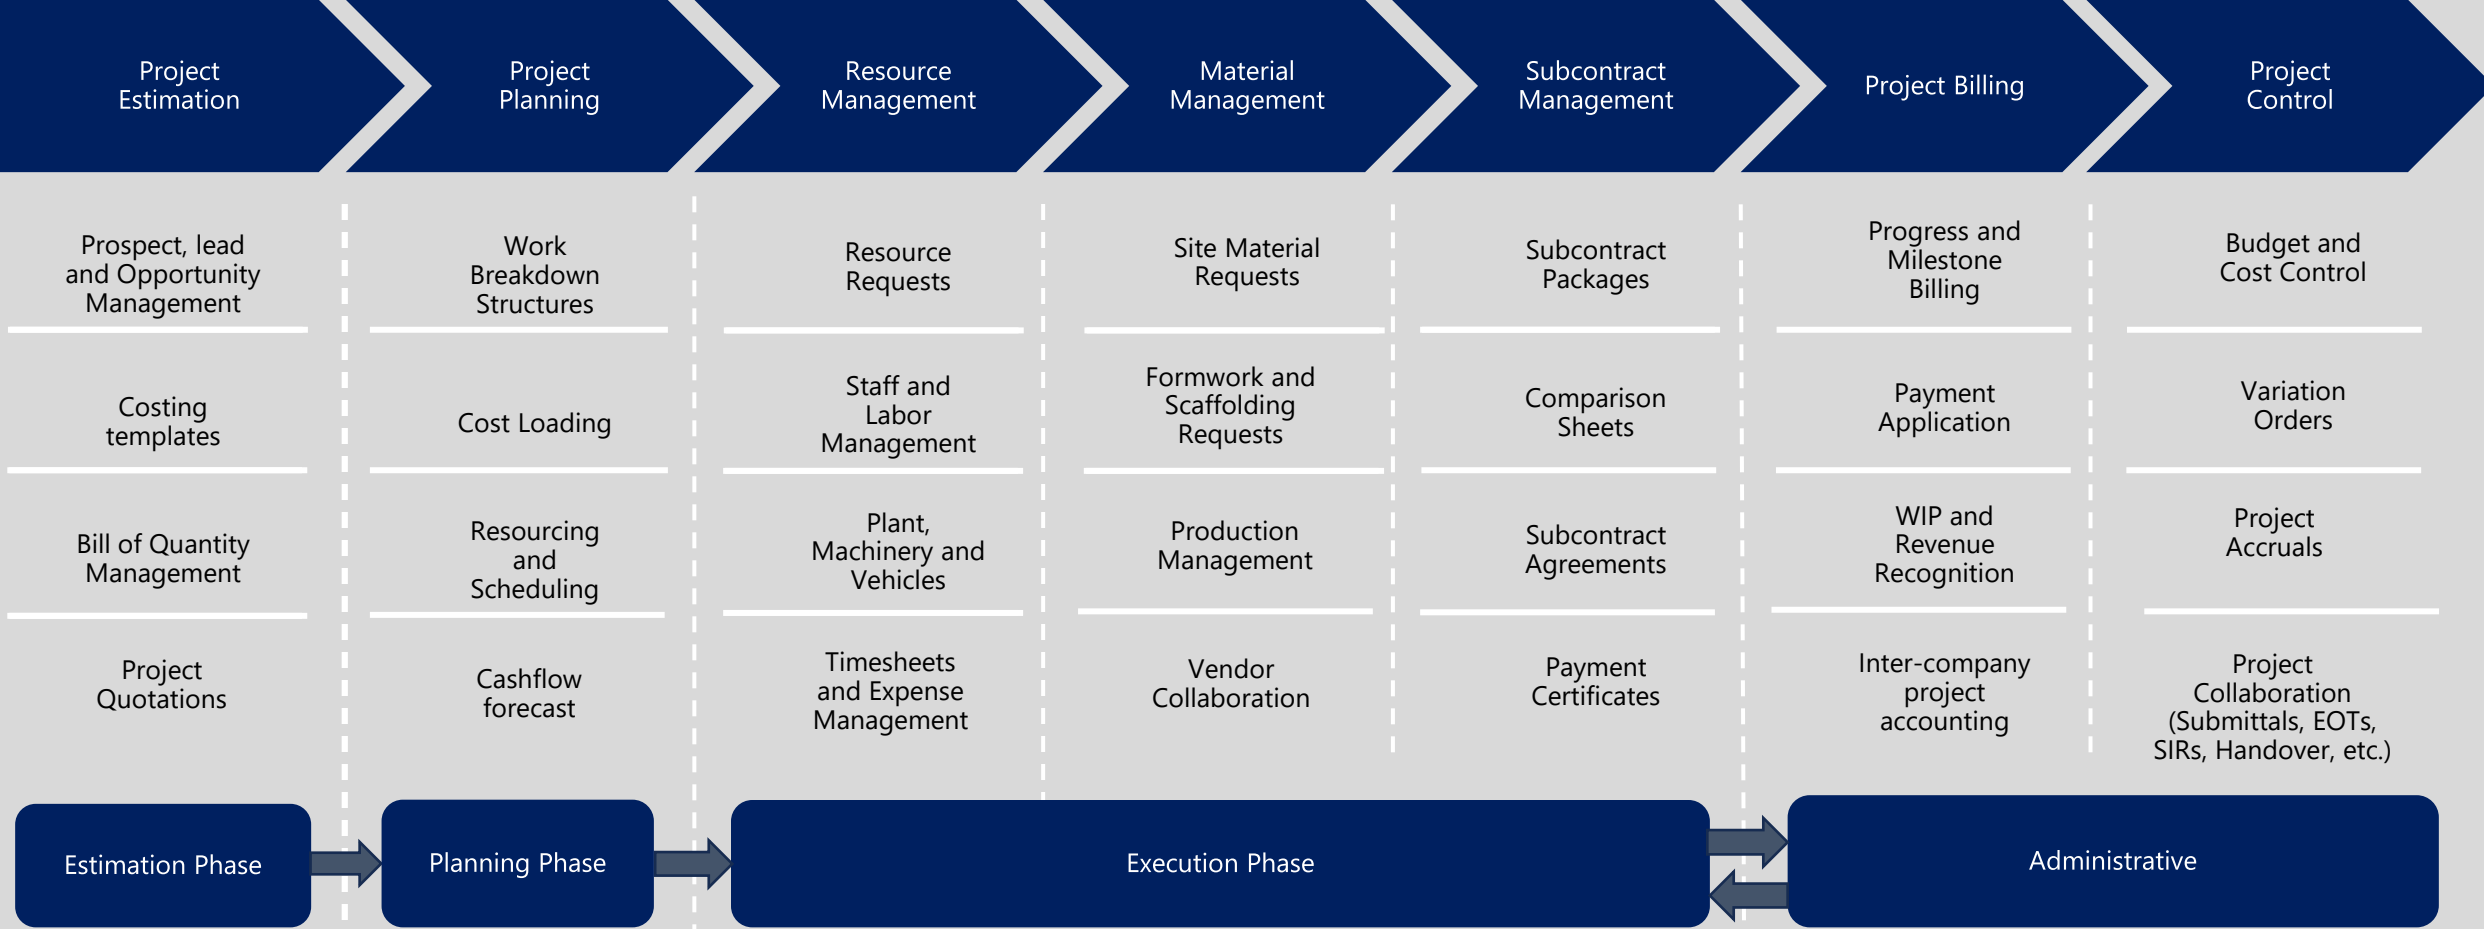 Project
Estimation
Project
Planning
Resource
Management
Material
Management
Subcontract
Management
Project Billing
Project
Control
Prospect, lead
and Opportunity
Management
Work
Breakdown
Structures
Resource
Requests
Site Material
Requests
Subcontract
Packages
Progress and
Milestone
Billing
Budget and
Cost Control
Costing
templates
Cost Loading
Staff and
Labor
Management
Formwork and
Scaffolding
Requests
Comparison
Sheets
Payment
Application
Variation
Orders
Bill of Quantity
Management
Resourcing
and
Scheduling
Plant,
Machinery and
Vehicles
Production
Management
Subcontract
Agreements
WIP and
Revenue
Recognition
Project
Accruals
Project
Quotations
Cashflow
forecast
Timesheets
and Expense
Management
Vendor
Collaboration
Payment
Certificates
Inter-company
project
accounting
Project
Collaboration
(Submittals, EOTs,
SIRs, Handover, etc.)
Estimation Phase
Planning Phase
Execution Phase
Administrative